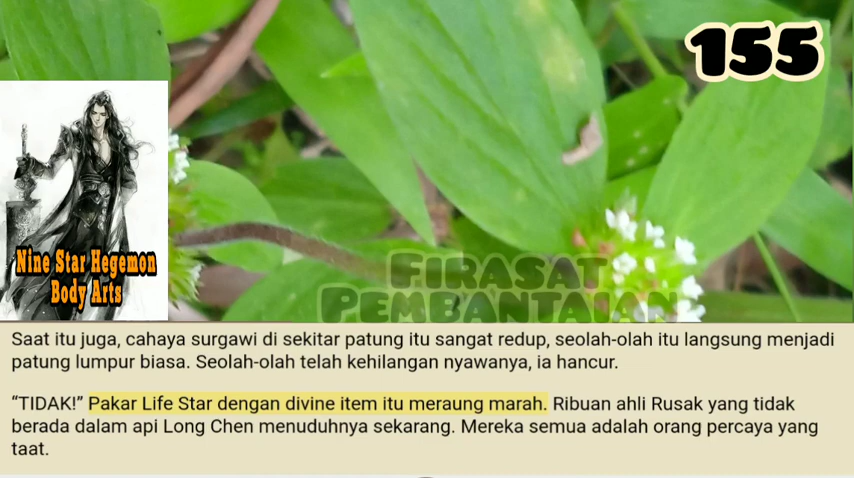 155
Nine Star Hegemon
Body Arts
FIRASAT
PEMBANTAIAN
Saat itu juga, cahaya surgawi di sekitar patung itu sangat redup, seolah-olah itu langsung menjadi
patung lumpur biasa. Seolah-olah telah kehilangan nyawanya, ia hancur.
“TIDAK!” Pakar Life Star dengan divine item itu meraung marah. Ribuan ahli Rusak yang tidak
berada dalam api Long Chen menuduhnya sekarang. Mereka semua adalah orang percaya yang
taat.